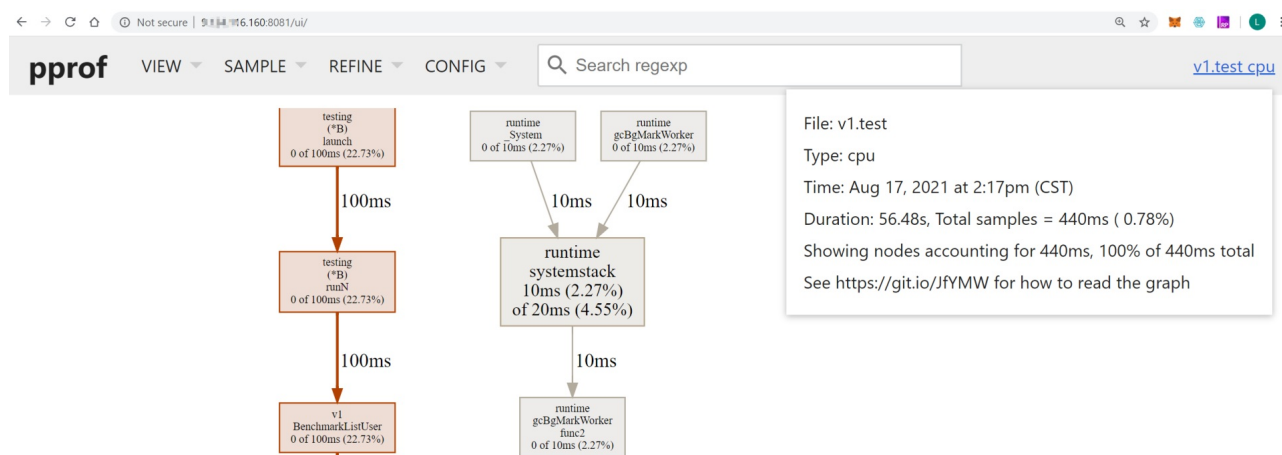 Not secure
16.160:8081/ui/
L
pprof
VIEW
SAMPLE
REFINE
CONFIG
Search regexp
v1.test cpu
testing
(*B)
launch
0 of 100ms (22.73%)
100ms
testing
(*B)
runN
0 of 100ms (22.73%)
100ms
v1
BenchmarkListUser
0 of 100ms (22.73%)
runtime
_System
0 of 10ms (2.27%)
runtime
gcBgMarkWorker
0 of 10ms (2.27%)
10ms
10ms
runtime
systemstack
10ms (2.27%)
of 20ms (4.55%)
10ms
runtime
gcBgMarkWorker
func2
0 of 10ms (2.27%)
File: v1.test
Type: cpu
Time: Aug 17, 2021 at 2:17pm (CST)
Duration: 56.48s, Total samples = 440ms ( 0.78%)
Showing nodes accounting for 440ms, 100% of 440ms total
See https://git.io/JfYMW for how to read the graph